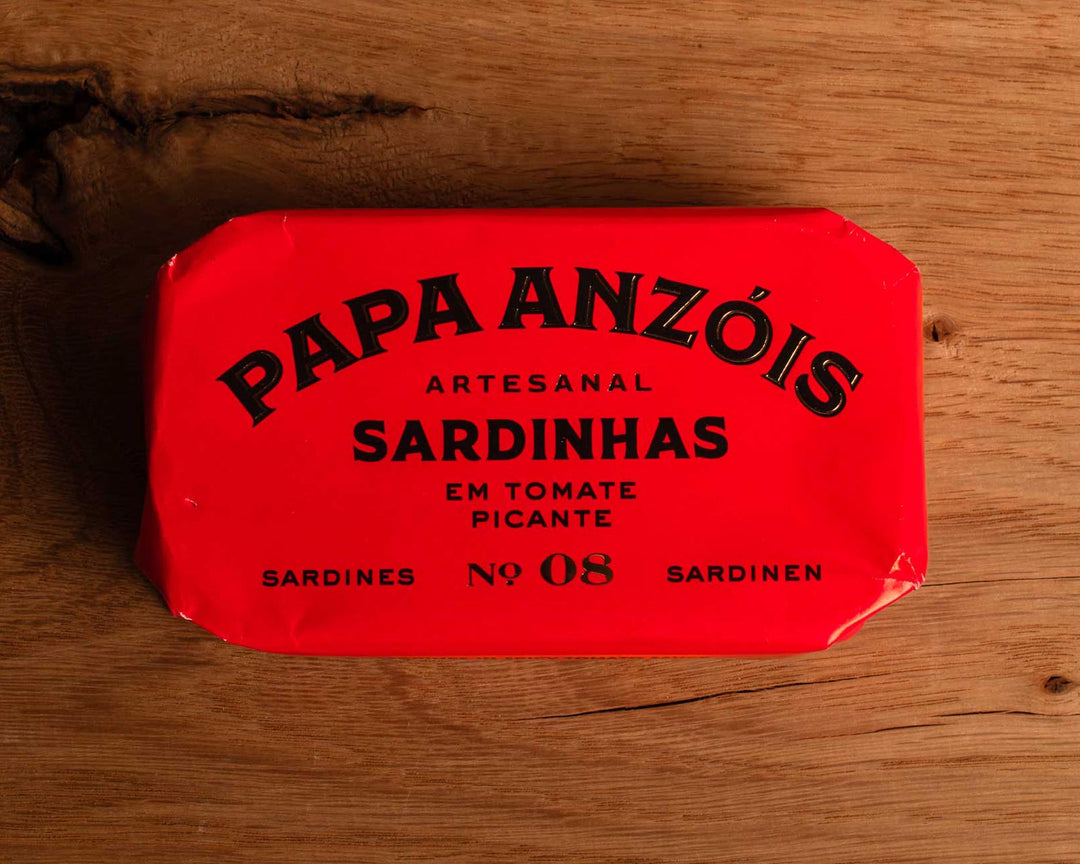 PAPA ANZÓIS
ARTESANAL
SARDINHAS
EM TOMATE
PICANTE
SARDINES Nº 08 SARDINEN